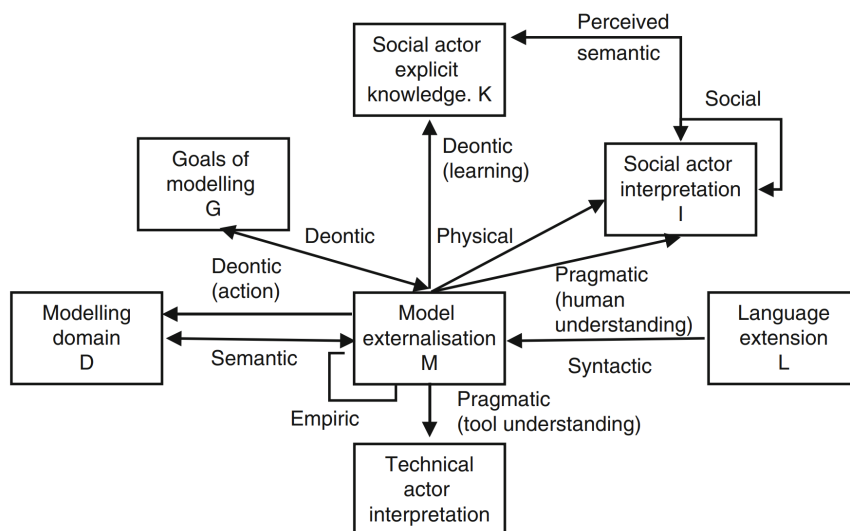 Perceived
semantic
Social actor
explicit
knowledge. K
Social
Deontic
(learning)
Goals of
modelling
G
Social actor
interpretation
I
Deontic
Physical
Deontic
(action)
Pragmatic
(human
understanding)
Modelling
domain
D
Model
externalisation
M
Language
extension
L
Semantic
Syntactic
Empiric
Pragmatic
(tool understanding)
Technical
actor
interpretation